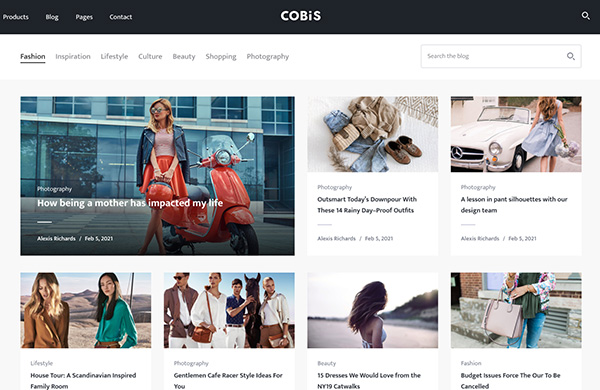 Products Blog Pages Contact COBiS
Fashion Inspiration Lifestyle Culture Beauty Shopping Photography Search the blog
Photography
How being a mother has impacted my life
Alexis Richards / Feb 5, 2021
Photography
Outsmart Today's Downpour With
These 14 Rainy Day-Proof Outfits
Alexis Richards / Feb 5, 2021
Photography
A lesson in pant silhouettes with our
design team
Alexis Richards / Feb 5, 2021
Lifestyle
House Tour: A Scandinavian Inspired
Family Room
Photography
Gentlemen Cafe Racer Style Ideas For
You
Beauty
15 Dresses We Would Love from the
NY19 Catwalks
Fashion
Budget Issues Force The Our To Be
Cancelled